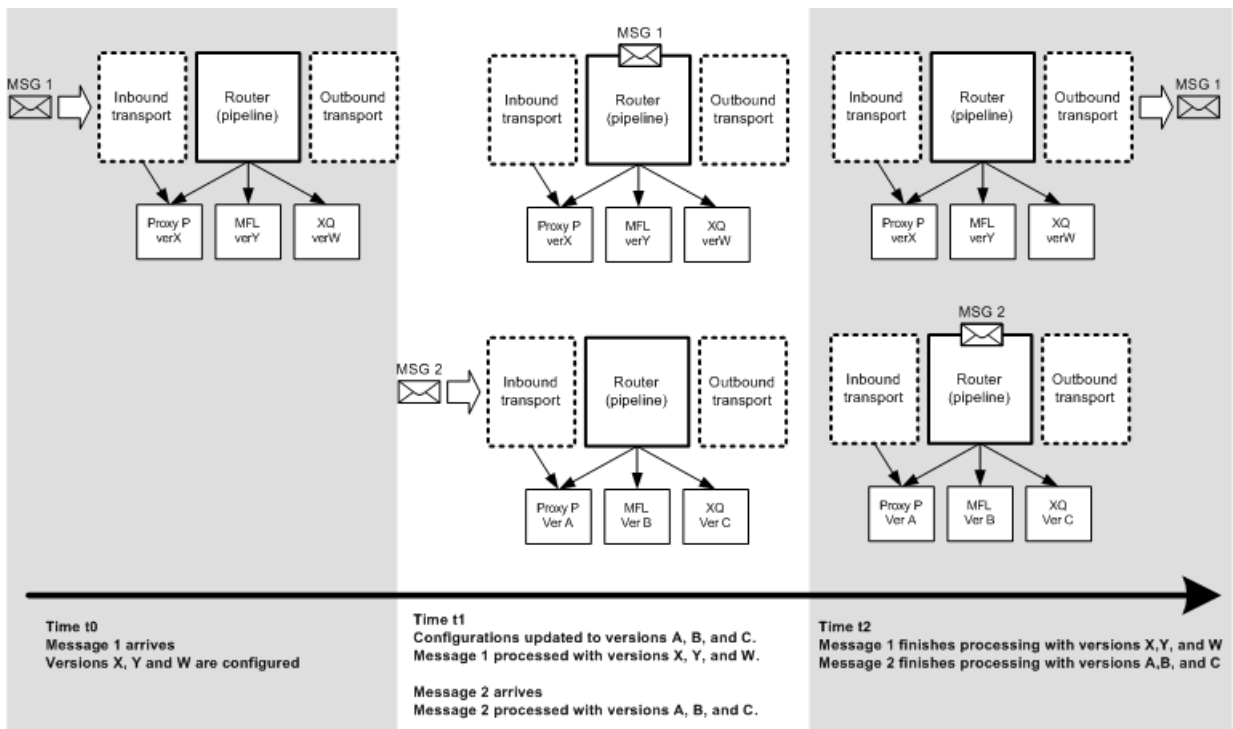 MSG 1
Inbound
transport
Router
(pipeline)
Outbound
transport
Proxy P
verX
MFL
verY
XQ
verW
MSG 1
Inbound
transport
Router
(pipeline)
Outbound
transport
Proxy P
verX
MFL
verY
XQ
verW
MSG 1
Inbound
transport
Router
(pipeline)
Outbound
transport
Proxy P
verX
MFL
verY
XQ
verW
MSG 2
Inbound
transport
Router
(pipeline)
Outbound
transport
Proxy P
Ver A
MFL
Ver B
XQ
Ver C
MSG 2
Inbound
transport
Router
(pipeline)
Outbound
transport
Proxy P
Ver A
MFL
Ver B
XQ
Ver C
Time t0
Message 1 arrives
Versions X, Y and W are configured
Time t1
Configurations updated to versions A, B, and C.
Message 1 processed with versions X, Y, and W.
Message 2 arrives
Message 2 processed with versions A, B, and C.
Time t2
Message 1 finishes processing with versions X,Y, and W
Message 2 finishes processing with versions A,B, and C